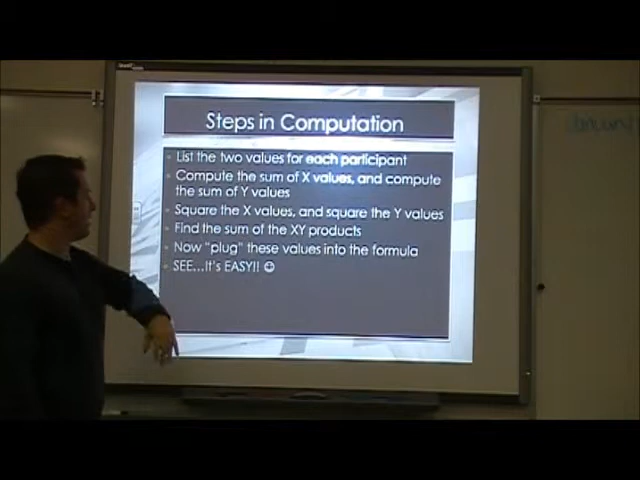 Steps in Computation
List the two values for each participant
Compute the sum of X values, and compute
the sum of Y values
Square the X values, and square the Y values
Find the sum of the XY products
Now "plug" these values into the formula
SEE...It's EASY!! ☺